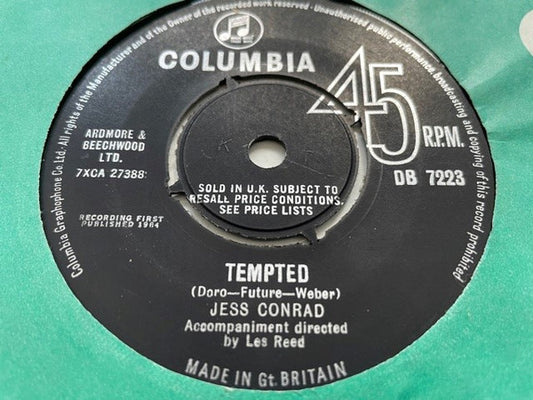 Columbia Graphophone Co. Ltd. All rights of the Manufacturer and of the Owner of the recorded work reserved - Unauthorised public performance, broadcasting and copying of this record prohibited
COLUMBIA
45
R.P.M.
ARDMORE &
BEECHWOOD
LTD.
7XCA 27388
DB 7223
SOLD IN U.K. SUBJECT TO
RESALL PRICE CONDITIONS,
SEE PRICE LISTS
RECORDING FIRST
PUBLISHED 1964
TEMPTED
(Doro—Future—Weber)
JESS CONRAD
Accompaniment directed
by Les Reed
MADE IN Gt. BRITAIN